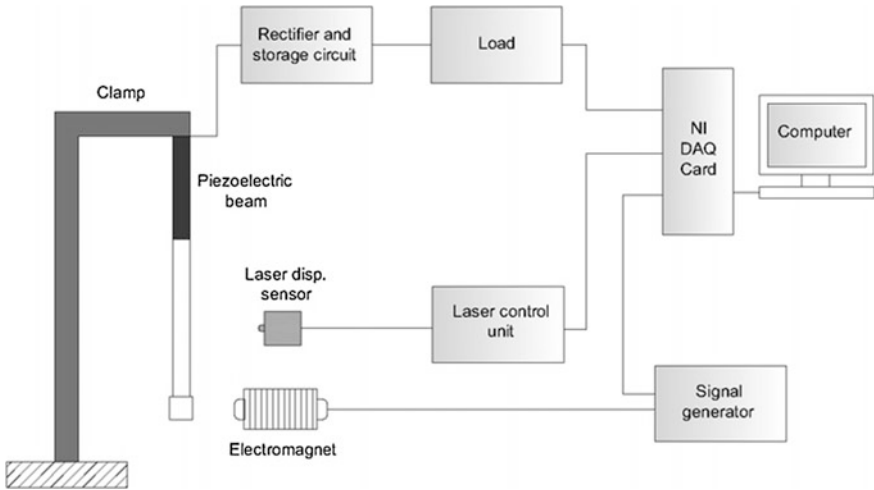 Rectifier and
storage circuit
Load
Clamp
NI
DAQ
Card
Computer
Piezoelectric
beam
Laser disp.
sensor
Laser control
unit
Signal
generator
Electromagnet